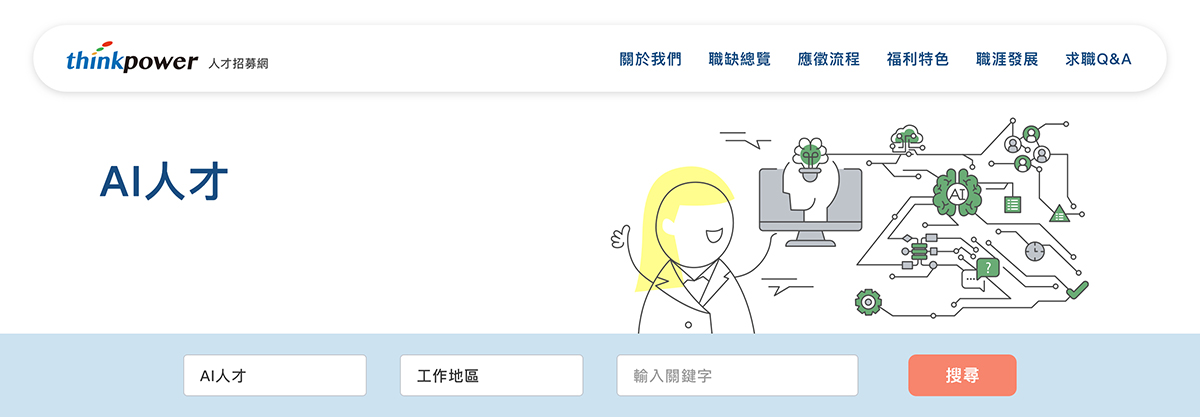 thinkpower 人才招募網
關於我們 職缺總覽 應徵流程 福利特色 職涯發展 求職Q&A
AI人才
AI
?
AI人才 工作地區 輸入關鍵字 搜尋